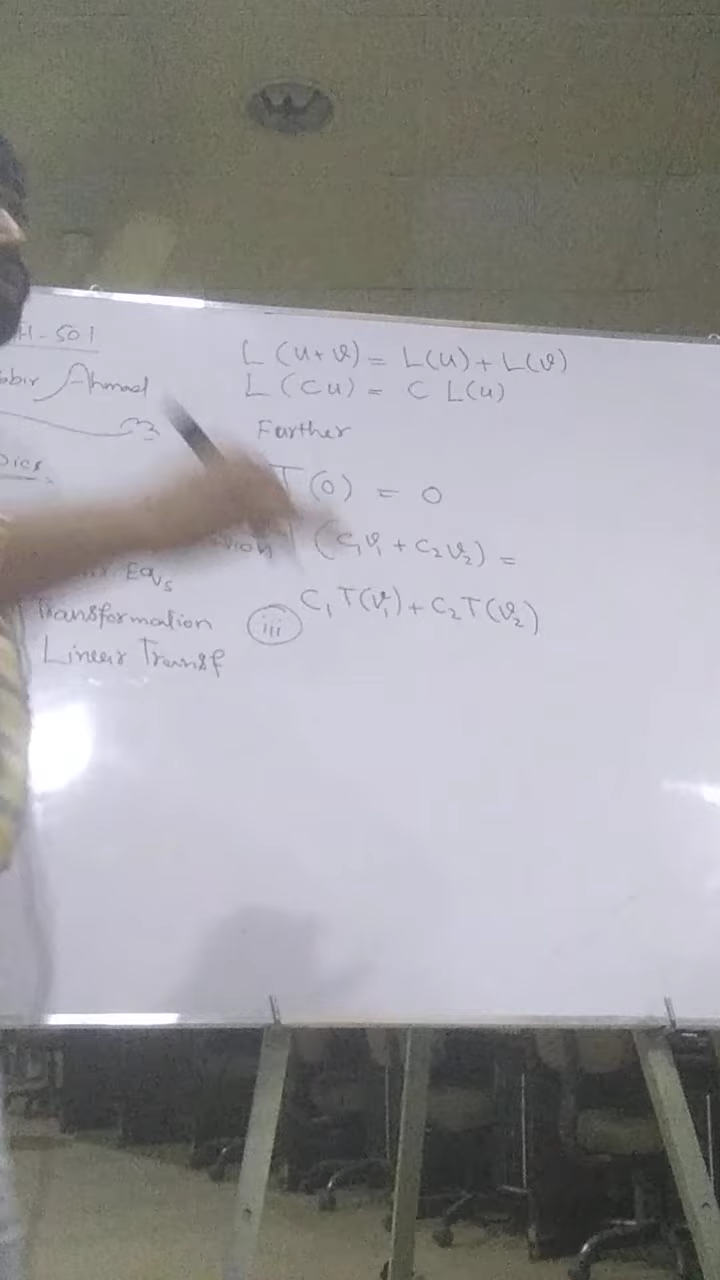 501
Ahmad
Eqs
Transformation
Linear Transf
L (u + v) = L(u) + L(v)
L (Cu) = C L(u)
Farther
T(0) = 0
(C₁v₁ + C₂v₂) =
iii C₁T(v₁) + C₂T(v₂)